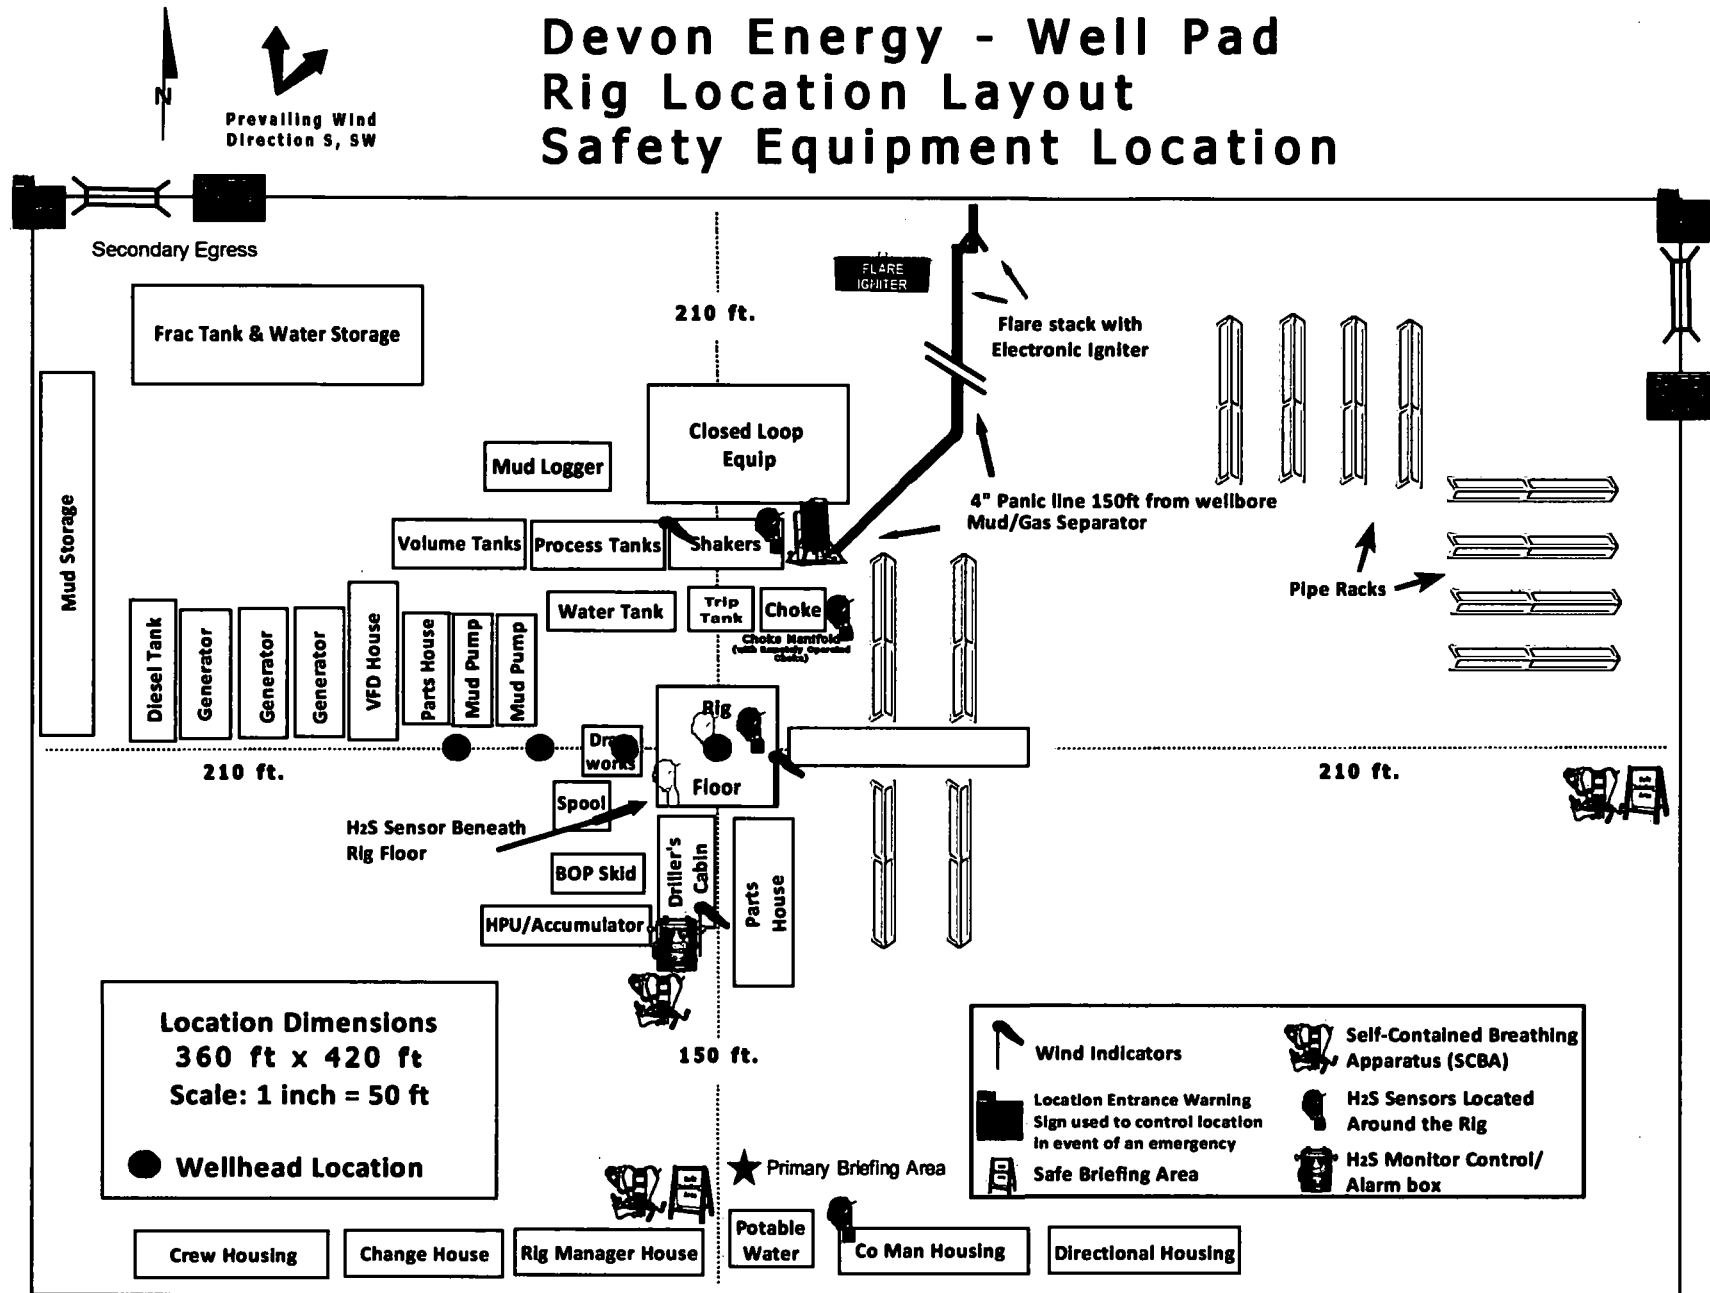 Devon Energy - Well Pad
Rig Location Layout
Safety Equipment Location
N
Prevailing Wind
Direction S, SW
Secondary Egress
FLARE
IGNITER
210 ft.
Flare stack with
Electronic Igniter
Frac Tank & Water Storage
Closed Loop
Equip
Mud Logger
4" Panic line 150ft from wellbore
Mud/Gas Separator
Mud Storage
Volume Tanks
Process Tanks
Shakers
Pipe Racks
Water Tank
Trip
Tank
Choke
Choke Manifold
(with Remotely Operated
Choke)
Diesel Tank
Generator
Generator
Generator
VFD House
Parts House
Mud Pump
Mud Pump
Rig
Floor
Draw
works
210 ft.
210 ft.
Spool
H2S Sensor Beneath
Rig Floor
Driller's
Cabin
Parts
House
BOP Skid
HPU/Accumulator
Location Dimensions
360 ft x 420 ft
Scale: 1 inch = 50 ft
Wellhead Location
150 ft.
Wind Indicators
Location Entrance Warning
Sign used to control location
in event of an emergency
Safe Briefing Area
Self-Contained Breathing
Apparatus (SCBA)
H2S Sensors Located
Around the Rig
H2S Monitor Control/
Alarm box
Primary Briefing Area
Crew Housing
Change House
Rig Manager House
Potable
Water
Co Man Housing
Directional Housing